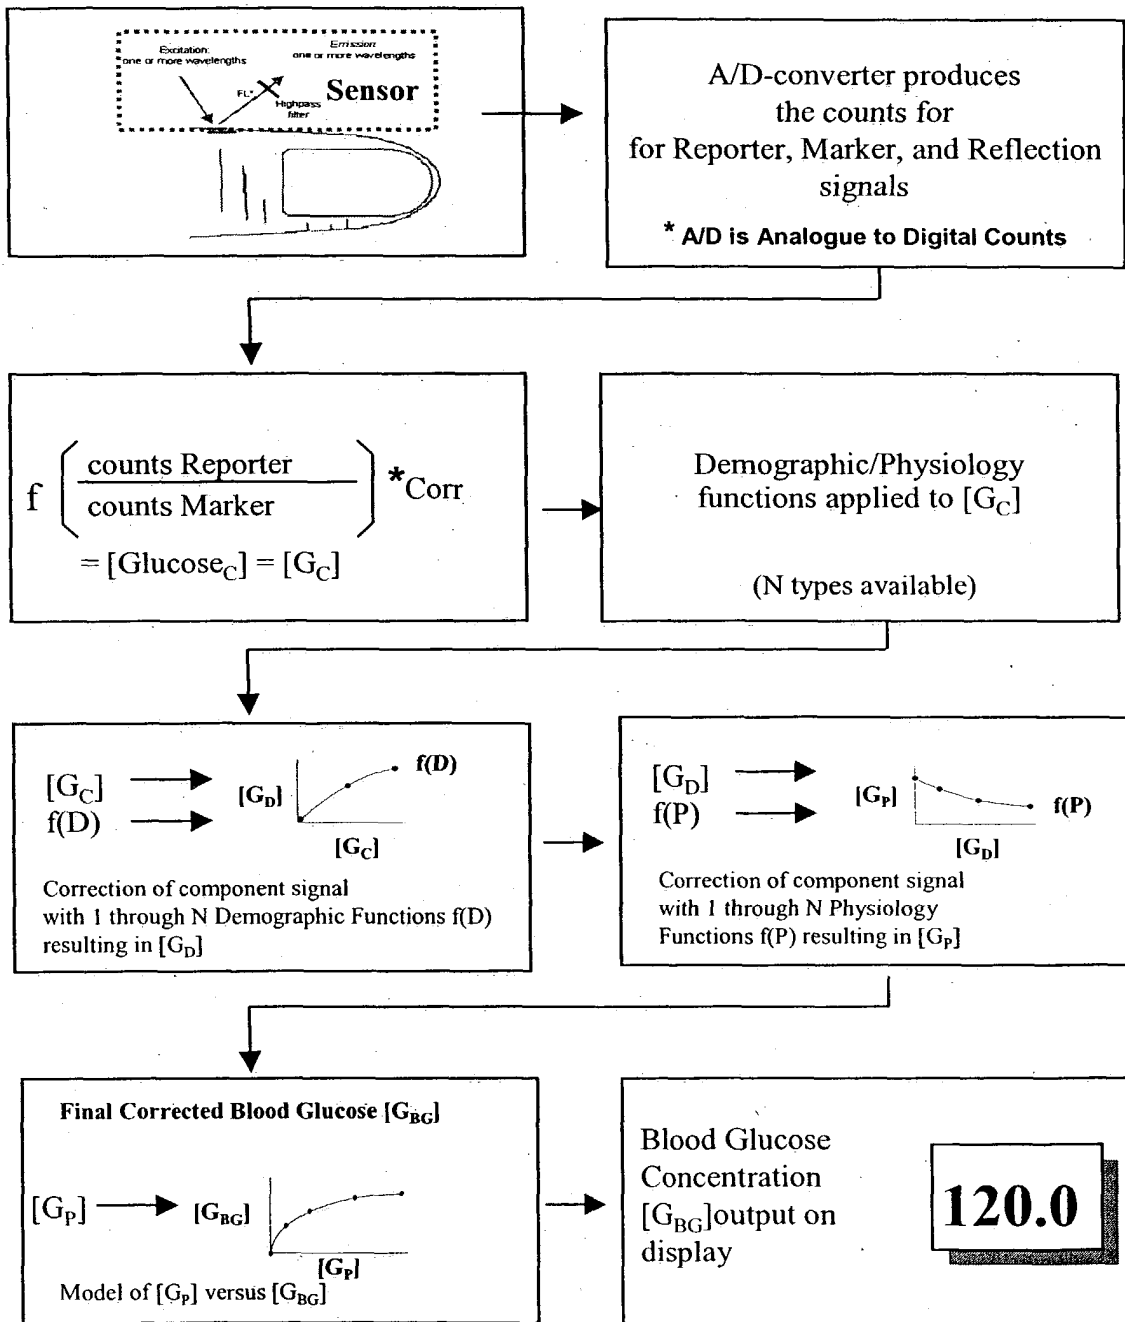 Excitation:
one or more wavelengths
Emission
one or more wavelengths
FL*
Highpass
filter
Sensor
A/D-converter produces
the counts for
for Reporter, Marker, and Reflection
signals
* A/D is Analogue to Digital Counts
f ( counts Reporter / counts Marker ) *Corr
= [Glucose_C] = [G_C]
Demographic/Physiology
functions applied to [G_C]
(N types available)
[G_C]
f(D)
[G_D]
f(D)
[G_C]
Correction of component signal
with 1 through N Demographic Functions f(D)
resulting in [G_D]
[G_D]
f(P)
[G_P]
f(P)
[G_D]
Correction of component signal
with 1 through N Physiology
Functions f(P) resulting in [G_P]
Final Corrected Blood Glucose [G_BG]
[G_P]
[G_BG]
[G_P]
Model of [G_P] versus [G_BG]
Blood Glucose
Concentration
[G_BG]output on
display
120.0